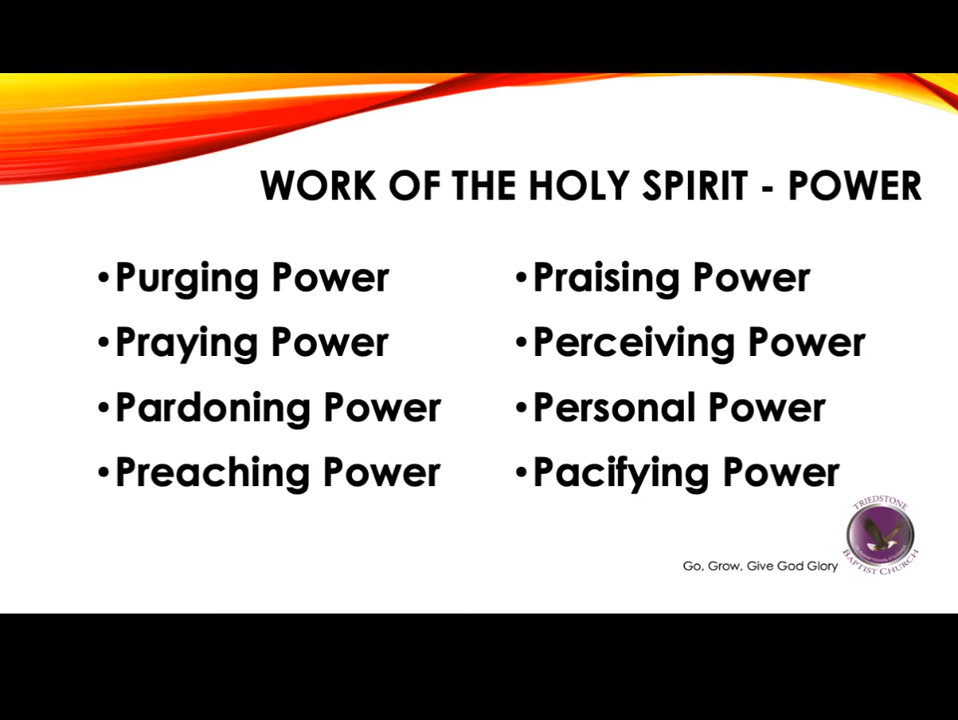 WORK OF THE HOLY SPIRIT - POWER
•Purging Power
•Praying Power
•Pardoning Power
•Preaching Power
•Praising Power
•Perceiving Power
•Personal Power
•Pacifying Power
Go, Grow, Give God Glory
TRIEDSTONE
BAPTIST CHURCH